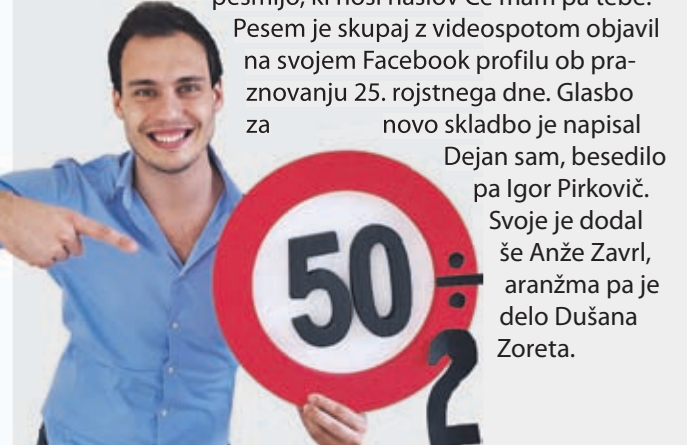 pesmijo, ki nosi naslov Če mam pa tebe.
Pesem je skupaj z videospotom objavil
na svojem Facebook profilu ob pra-
znovanju 25. rojstnega dne. Glasbo
za novo skladbo je napisal
Dejan sam, besedilo
pa Igor Pirkovič.
Svoje je dodal
še Anže Zavrl,
aranžma pa je
delo Dušana
Zoreta.
50
÷
2